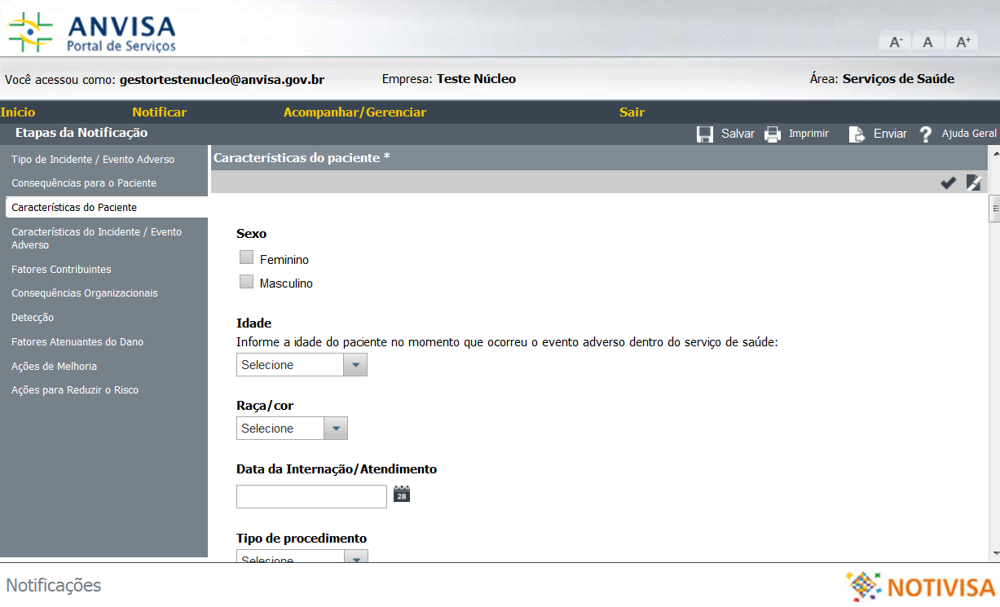 ANVISA
Portal de Serviços
A- A A+
Você acessou como: gestortestenucleo@anvisa.gov.br Empresa: Teste Núcleo Área: Serviços de Saúde
Inicio Notificar Acompanhar/Gerenciar Sair
Etapas da Notificação Salvar Imprimir Enviar ? Ajuda Geral
Tipo de Incidente / Evento Adverso
Consequências para o Paciente
Características do Paciente
Características do Incidente / Evento
Adverso
Fatores Contribuintes
Consequências Organizacionais
Detecção
Fatores Atenuantes do Dano
Ações de Melhoria
Ações para Reduzir o Risco
Características do paciente *
Sexo
Feminino
Masculino
Idade
Informe a idade do paciente no momento que ocorreu o evento adverso dentro do serviço de saúde:
Selecione
Raça/cor
Selecione
Data da Internação/Atendimento
28
Tipo de procedimento
Selecione
Notificações NOTIVISA